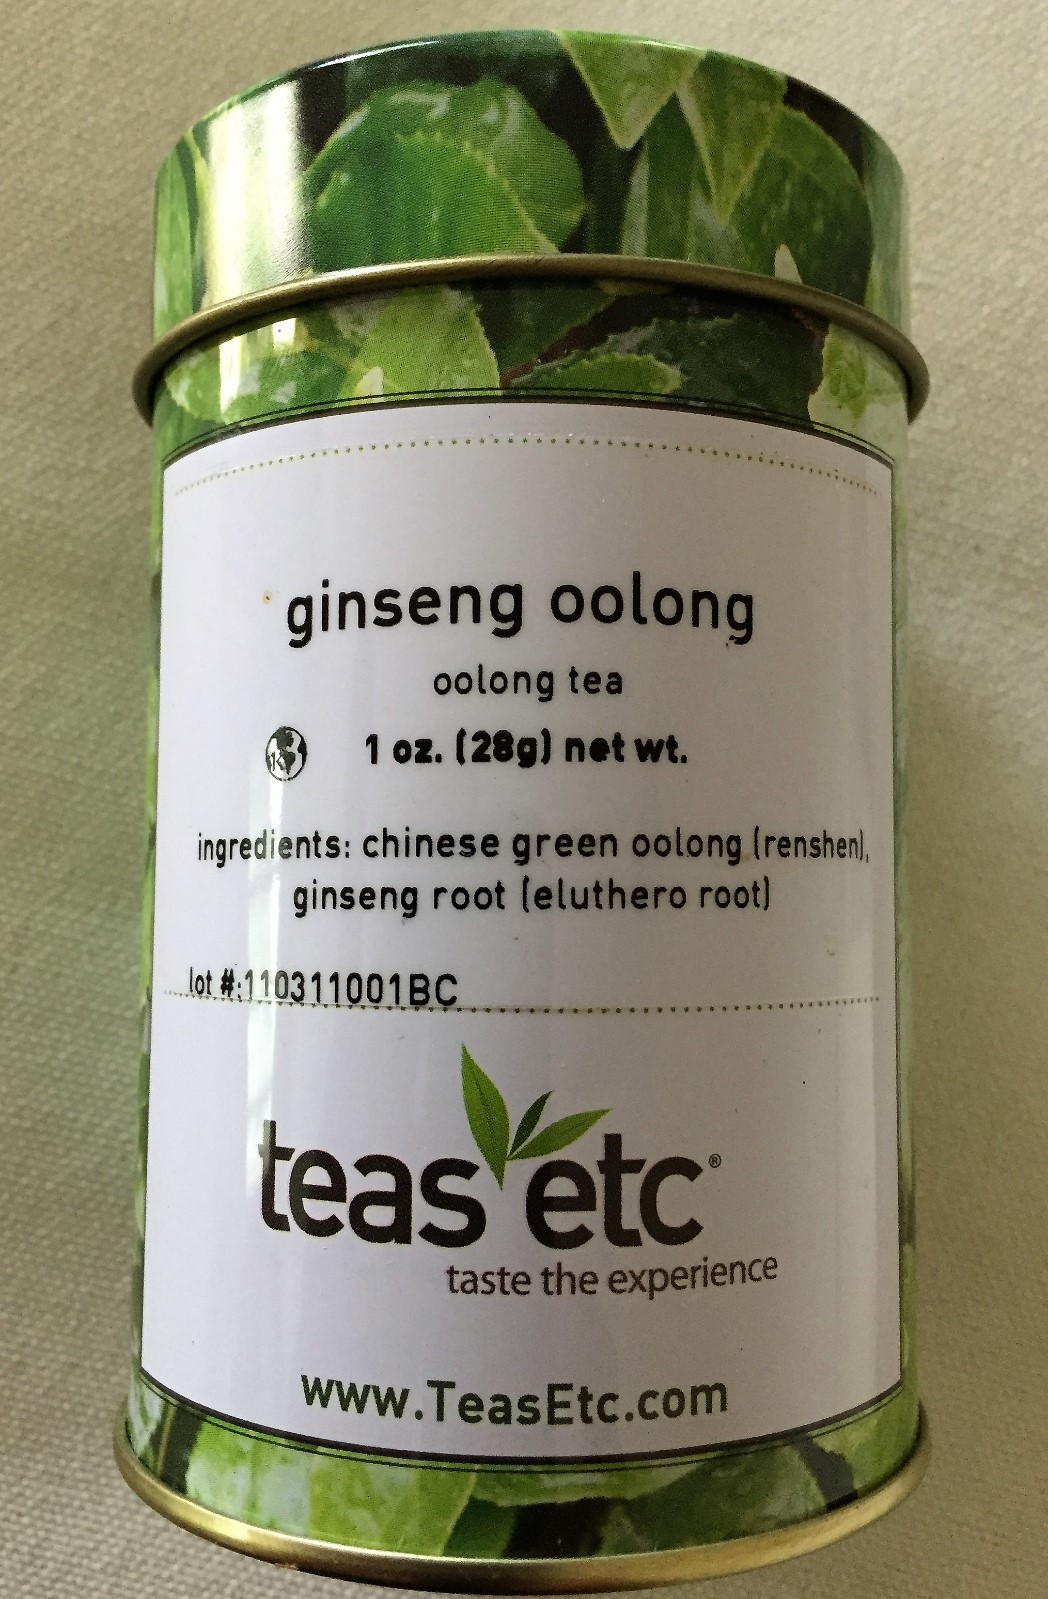 ginseng oolong
oolong tea
K
1 oz. (28g) net wt.
ingredients: chinese green oolong (renshen),
ginseng root (eluthero root)
lot #:110311001BC
teas etc®
taste the experience
www.TeasEtc.com